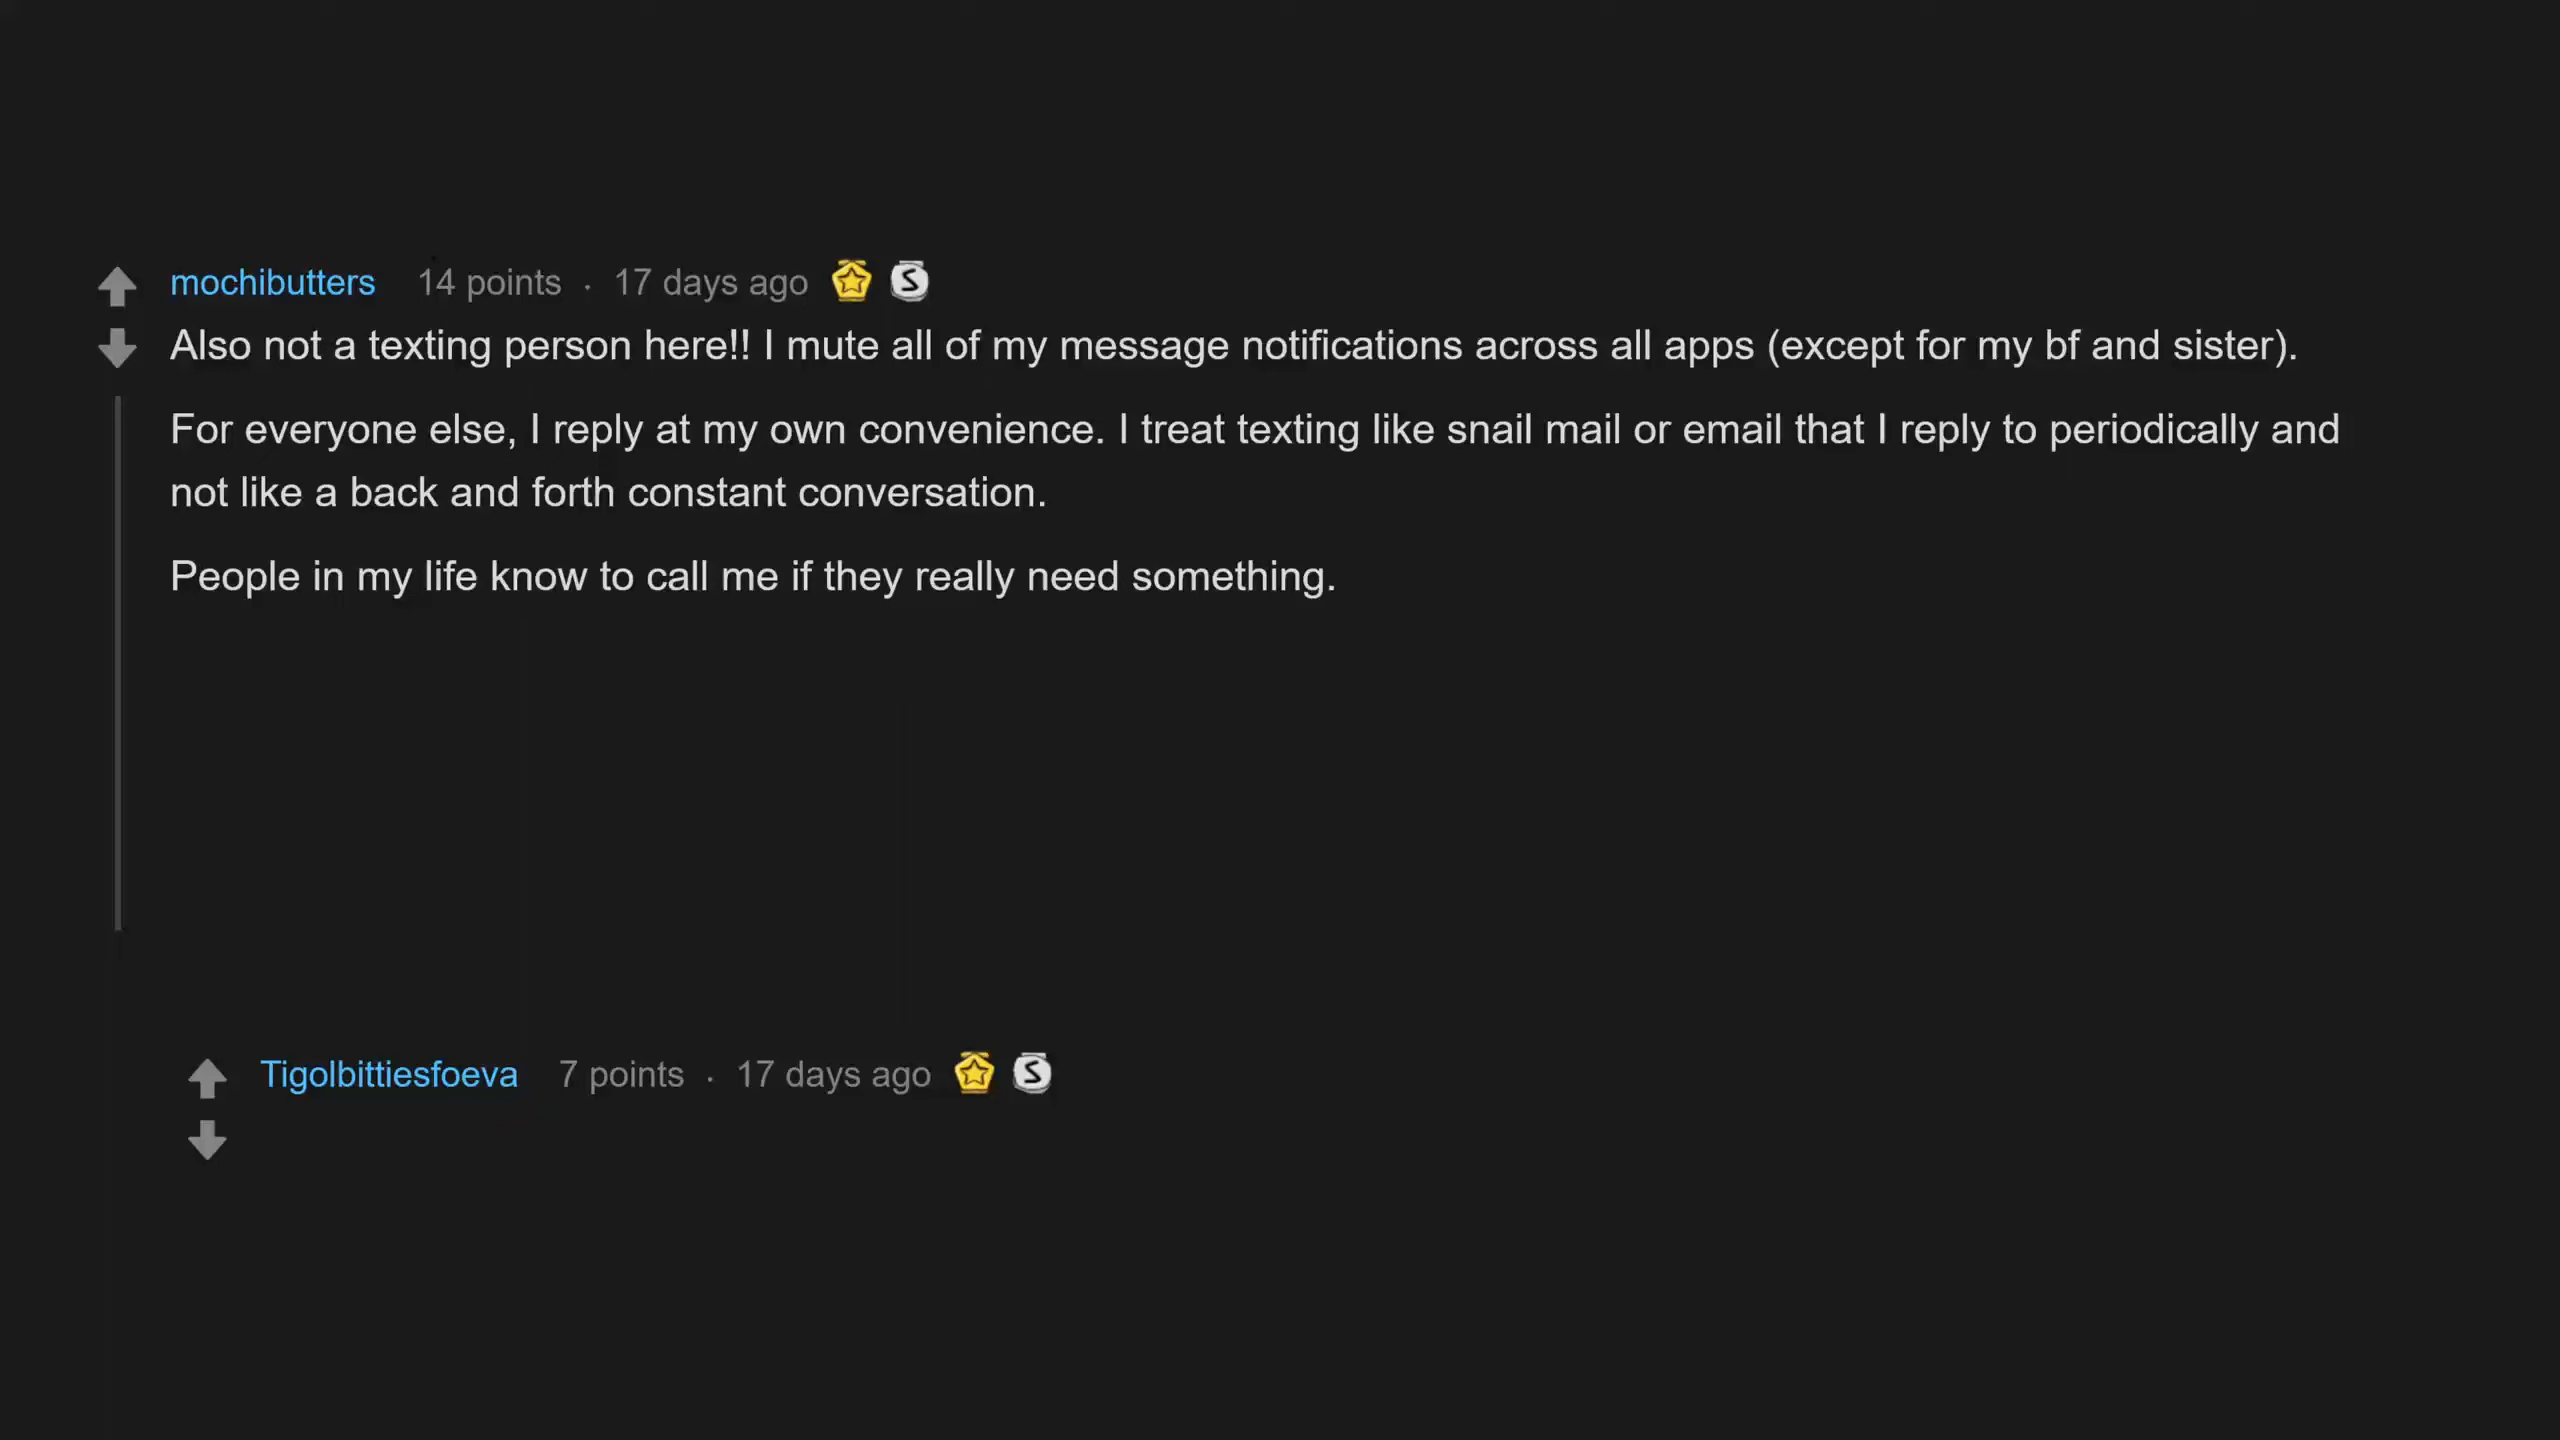 mochibutters 14 points · 17 days ago S
Also not a texting person here!! I mute all of my message notifications across all apps (except for my bf and sister).
For everyone else, I reply at my own convenience. I treat texting like snail mail or email that I reply to periodically and
not like a back and forth constant conversation.
People in my life know to call me if they really need something.
Tigolbittiesfoeva 7 points · 17 days ago S